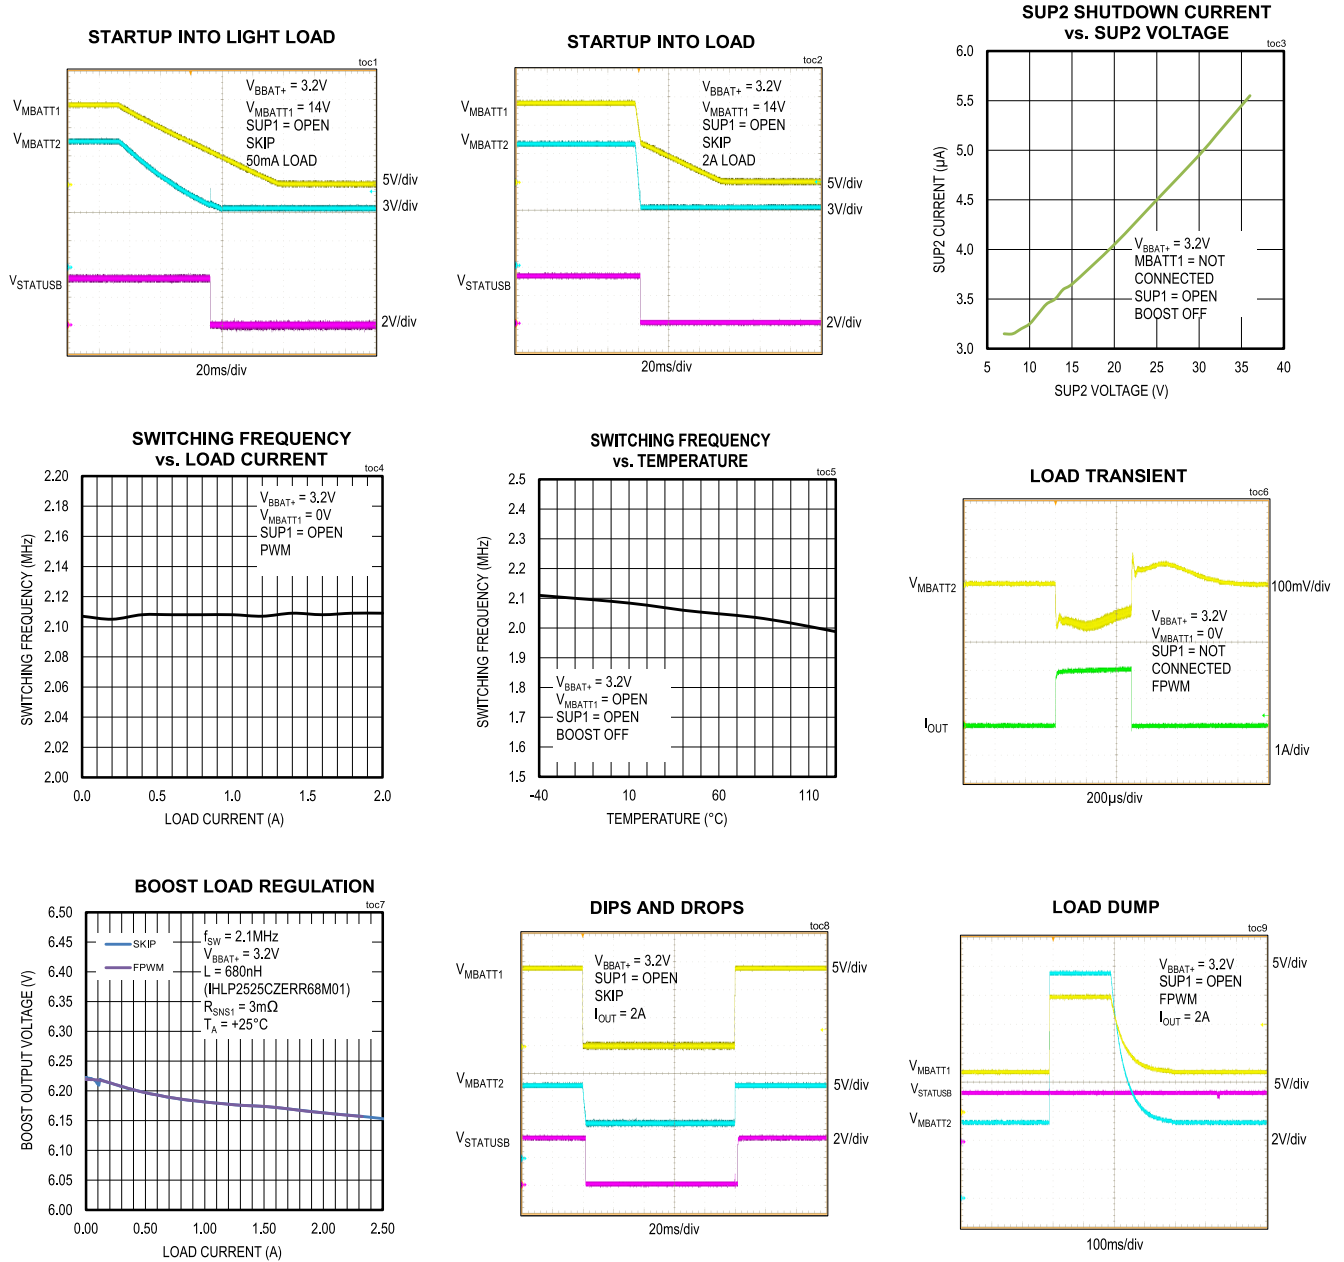 STARTUP INTO LIGHT LOAD
toc1
VBBAT+ = 3.2V
VMBATT1 = 14V
SUP1 = OPEN
SKIP
50mA LOAD
VMBATT1
VMBATT2
VSTATUSB
5V/div
3V/div
2V/div
20ms/div
STARTUP INTO LOAD
toc2
VBBAT+ = 3.2V
VMBATT1 = 14V
SUP1 = OPEN
SKIP
2A LOAD
VMBATT1
VMBATT2
VSTATUSB
5V/div
3V/div
2V/div
20ms/div
SUP2 SHUTDOWN CURRENT
vs. SUP2 VOLTAGE
toc3
SUP2 CURRENT (µA)
6.0
5.5
5.0
4.5
4.0
3.5
3.0
VBBAT+ = 3.2V
MBATT1 = NOT
CONNECTED
SUP1 = OPEN
BOOST OFF
5 10 15 20 25 30 35 40
SUP2 VOLTAGE (V)
SWITCHING FREQUENCY
vs. LOAD CURRENT
toc4
SWITCHING FREQUENCY (MHz)
2.20
2.18
2.16
2.14
2.12
2.10
2.08
2.06
2.04
2.02
2.00
VBBAT+ = 3.2V
VMBATT1 = 0V
SUP1 = OPEN
PWM
0.0 0.5 1.0 1.5 2.0
LOAD CURRENT (A)
SWITCHING FREQUENCY
vs. TEMPERATURE
toc5
SWITCHING FREQUENCY (MHz)
2.5
2.4
2.3
2.2
2.1
2.0
1.9
1.8
1.7
1.6
1.5
VBBAT+ = 3.2V
VMBATT1 = OPEN
SUP1 = OPEN
BOOST OFF
-40 10 60 110
TEMPERATURE (°C)
LOAD TRANSIENT
toc6
VMBATT2
IOUT
100mV/div
VBBAT+ = 3.2V
VMBATT1 = 0V
SUP1 = NOT
CONNECTED
FPWM
1A/div
200µs/div
BOOST LOAD REGULATION
toc7
BOOST OUTPUT VOLTAGE (V)
6.50
6.45
6.40
6.35
6.30
6.25
6.20
6.15
6.10
6.05
6.00
SKIP
FPWM
fSW = 2.1MHz
VBBAT+ = 3.2V
L = 680nH
(IHLP2525CZERR68M01)
RSNS1 = 3mΩ
TA = +25°C
0.00 0.50 1.00 1.50 2.00 2.50
LOAD CURRENT (A)
DIPS AND DROPS
toc8
VBBAT+ = 3.2V
SUP1 = OPEN
SKIP
IOUT = 2A
VMBATT1
VMBATT2
VSTATUSB
5V/div
5V/div
2V/div
20ms/div
LOAD DUMP
toc9
VBBAT+ = 3.2V
SUP1 = OPEN
FPWM
IOUT = 2A
VMBATT1
VSTATUSB
VMBATT2
5V/div
5V/div
2V/div
100ms/div